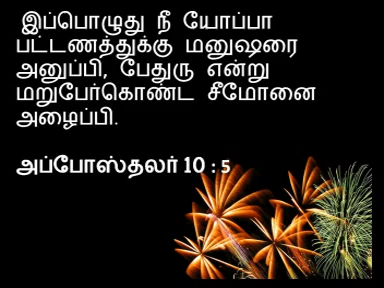 இப்பொழுது நீ யோப்பா
பட்டணத்துக்கு மனுஷரை
அனுப்பி, பேதுரு என்று
மறுபேர்கொண்ட சீமோனை
அழைப்பி.
அப்போஸ்தலர் 10 : 5